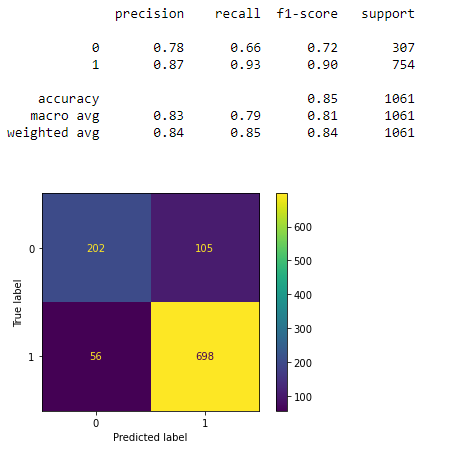 precision recall f1-score support
0 0.78 0.66 0.72 307
1 0.87 0.93 0.90 754
accuracy 0.85 1061
macro avg 0.83 0.79 0.81 1061
weighted avg 0.84 0.85 0.84 1061
600
0 202 105
500
400
True label
300
1 56 698
200
100
0 1
Predicted label